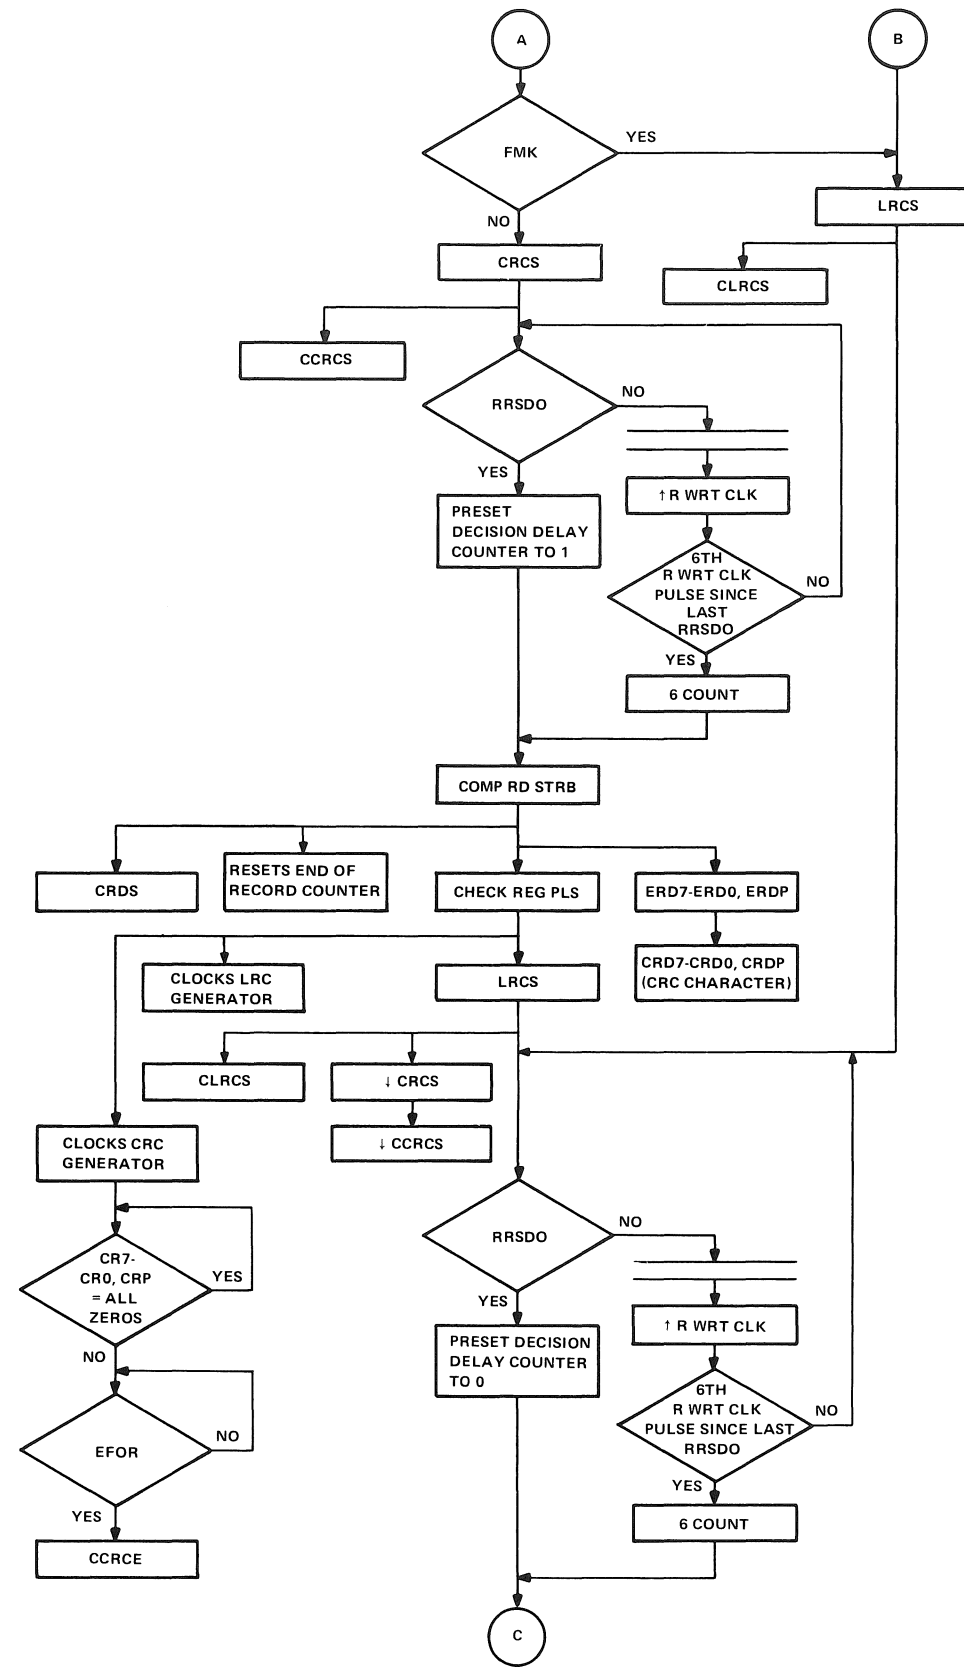 A
B
FMK
YES
NO
LRCS
CRCS
CLRCS
CCRCS
RRSDO
NO
YES
PRESET
DECISION DELAY
COUNTER TO 1
↑ R WRT CLK
6TH
R WRT CLK
PULSE SINCE
LAST
RRSDO
NO
YES
6 COUNT
COMP RD STRB
CRDS
RESETS END OF
RECORD COUNTER
CHECK REG PLS
ERD7-ERD0, ERDP
CLOCKS LRC
GENERATOR
LRCS
CRD7-CRD0, CRDP
(CRC CHARACTER)
CLRCS
↓ CRCS
CLOCKS CRC
GENERATOR
↓ CCRCS
RRSDO
NO
YES
CR7-
CR0, CRP
= ALL
ZEROS
YES
NO
PRESET DECISION
DELAY COUNTER
TO 0
↑ R WRT CLK
6TH
R WRT CLK
PULSE SINCE LAST
RRSDO
NO
YES
EFOR
NO
YES
6 COUNT
CCRCE
C